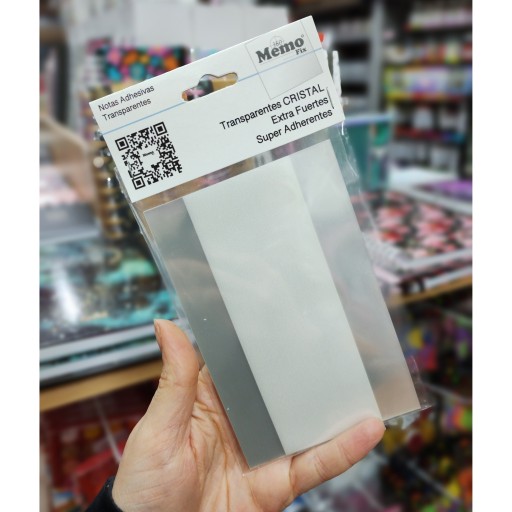 Notas Adhesivas
Transparentes
Memo
Fix
Transparentes CRISTAL
Extra Fuertes
Super Adherentes